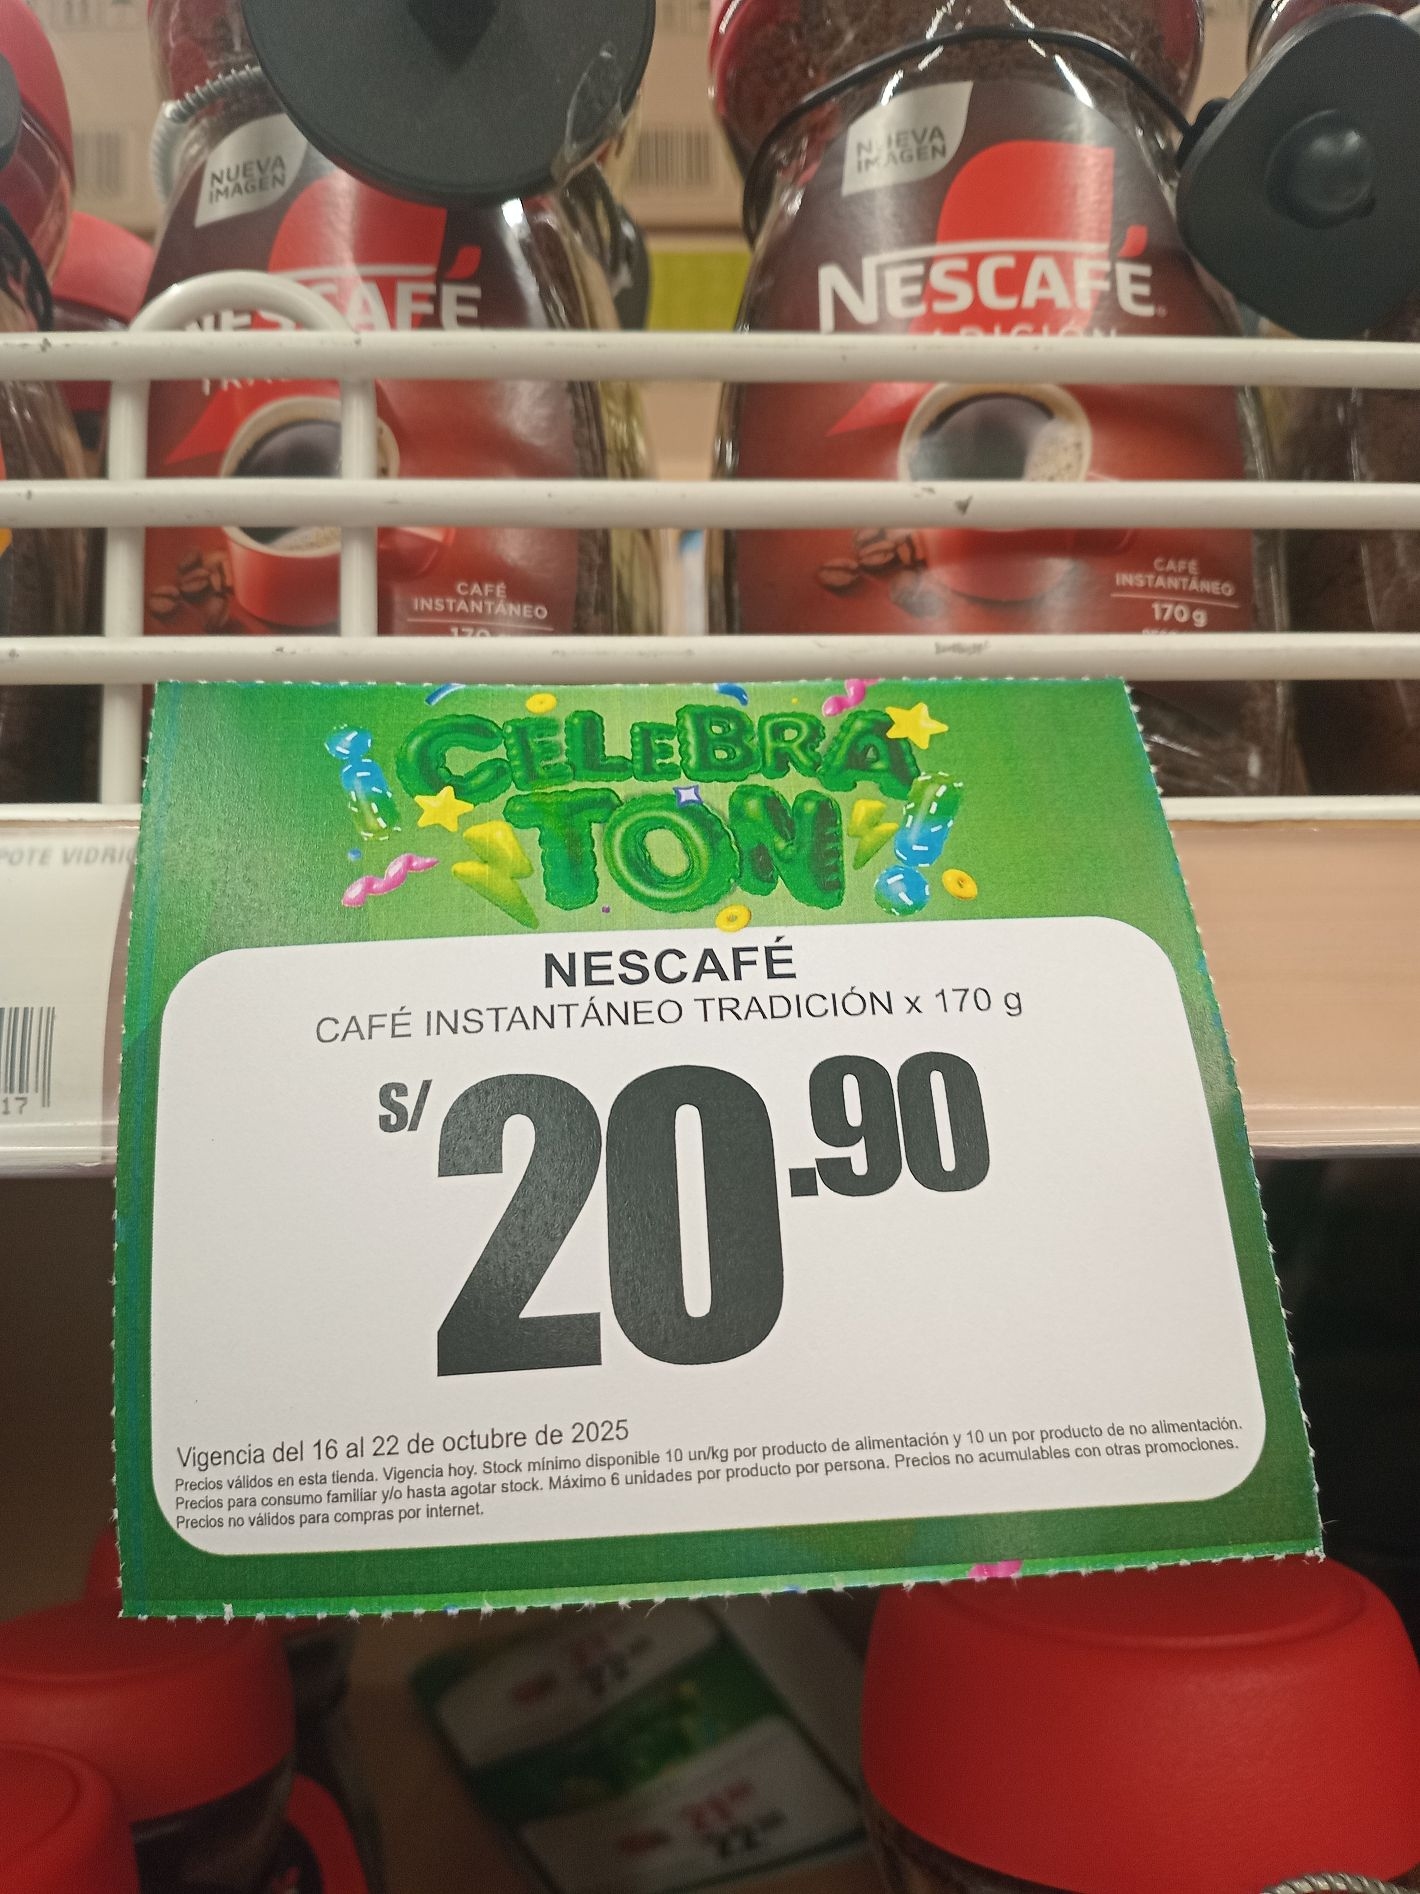 NUEVA
IMAGEN
NESCAFÉ
NUEVA
IMAGEN
NESCAFÉ.
CAFÉ
INSTANTÁNEO
170
CAFÉ
INSTANTÁNEO
170 g
POTE VIDRIO
17
CELEBRA
TON
NESCAFÉ
CAFÉ INSTANTÁNEO TRADICIÓN x 170 g
S/ 20.90
Vigencia del 16 al 22 de octubre de 2025
Precios válidos en esta tienda. Vigencia hoy. Stock mínimo disponible 10 un/kg por producto de alimentación y 10 un por producto de no alimentación.
Precios para consumo familiar y/o hasta agotar stock. Máximo 6 unidades por producto por persona. Precios no acumulables con otras promociones.
Precios no válidos para compras por internet.